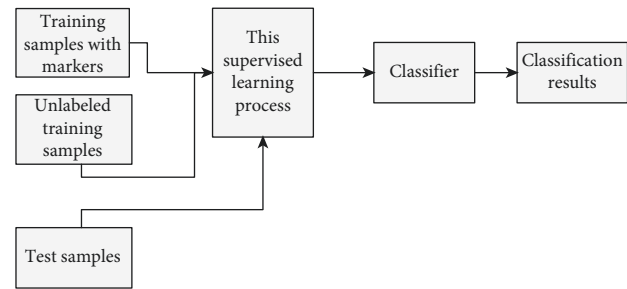 Training
samples with
markers
Unlabeled
training
samples
Test samples
This
supervised
learning
process
Classifier
Classification
results